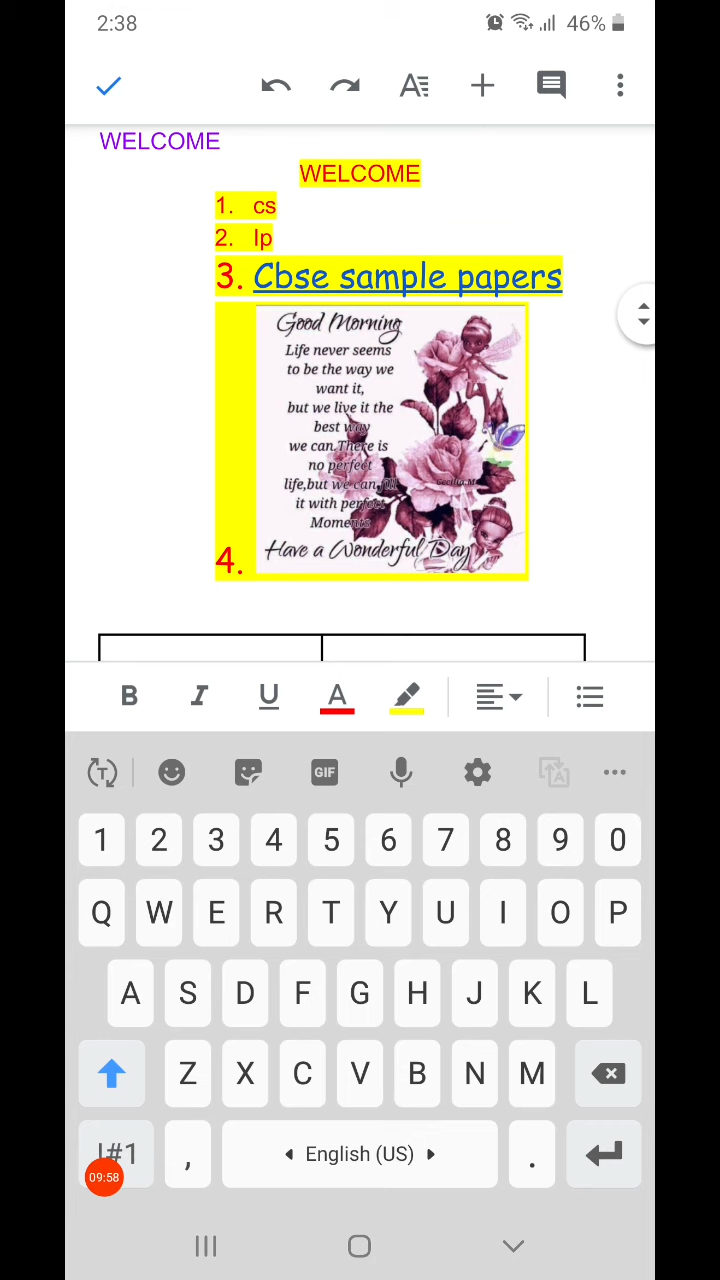 2:38
46%
WELCOME
WELCOME
1. cs
2. lp
3. Cbse sample papers
Good Morning
Life never seems
to be the way we
want it,
but we live it the
best way
we can.There is
no perfect
life,but we can fill
it with perfect
Moments
Cecilia M
4. Have a Wonderful Day
B I U A
T GIF A
1 2 3 4 5 6 7 8 9 0
Q W E R T Y U I O P
A S D F G H J K L
Z X C V B N M
!#1 , English (US) .
09:58